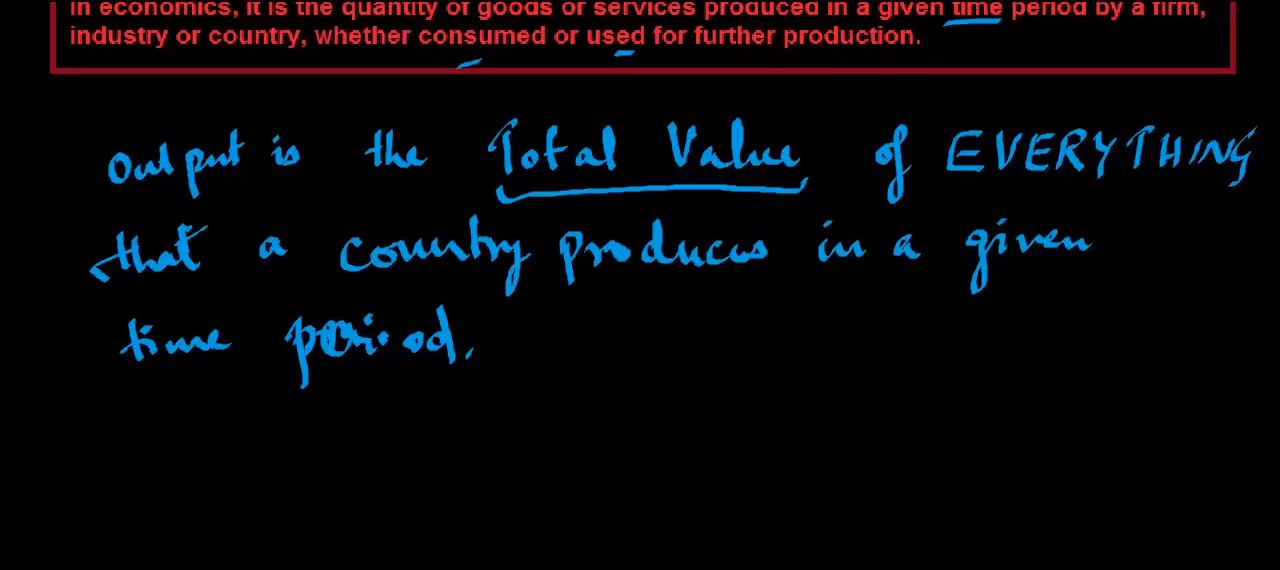 in economics, it is the quantity of goods or services produced in a given time period by a firm,
industry or country, whether consumed or used for further production.
Output is the Total Value of EVERYTHING
that a country produces in a given
time period.